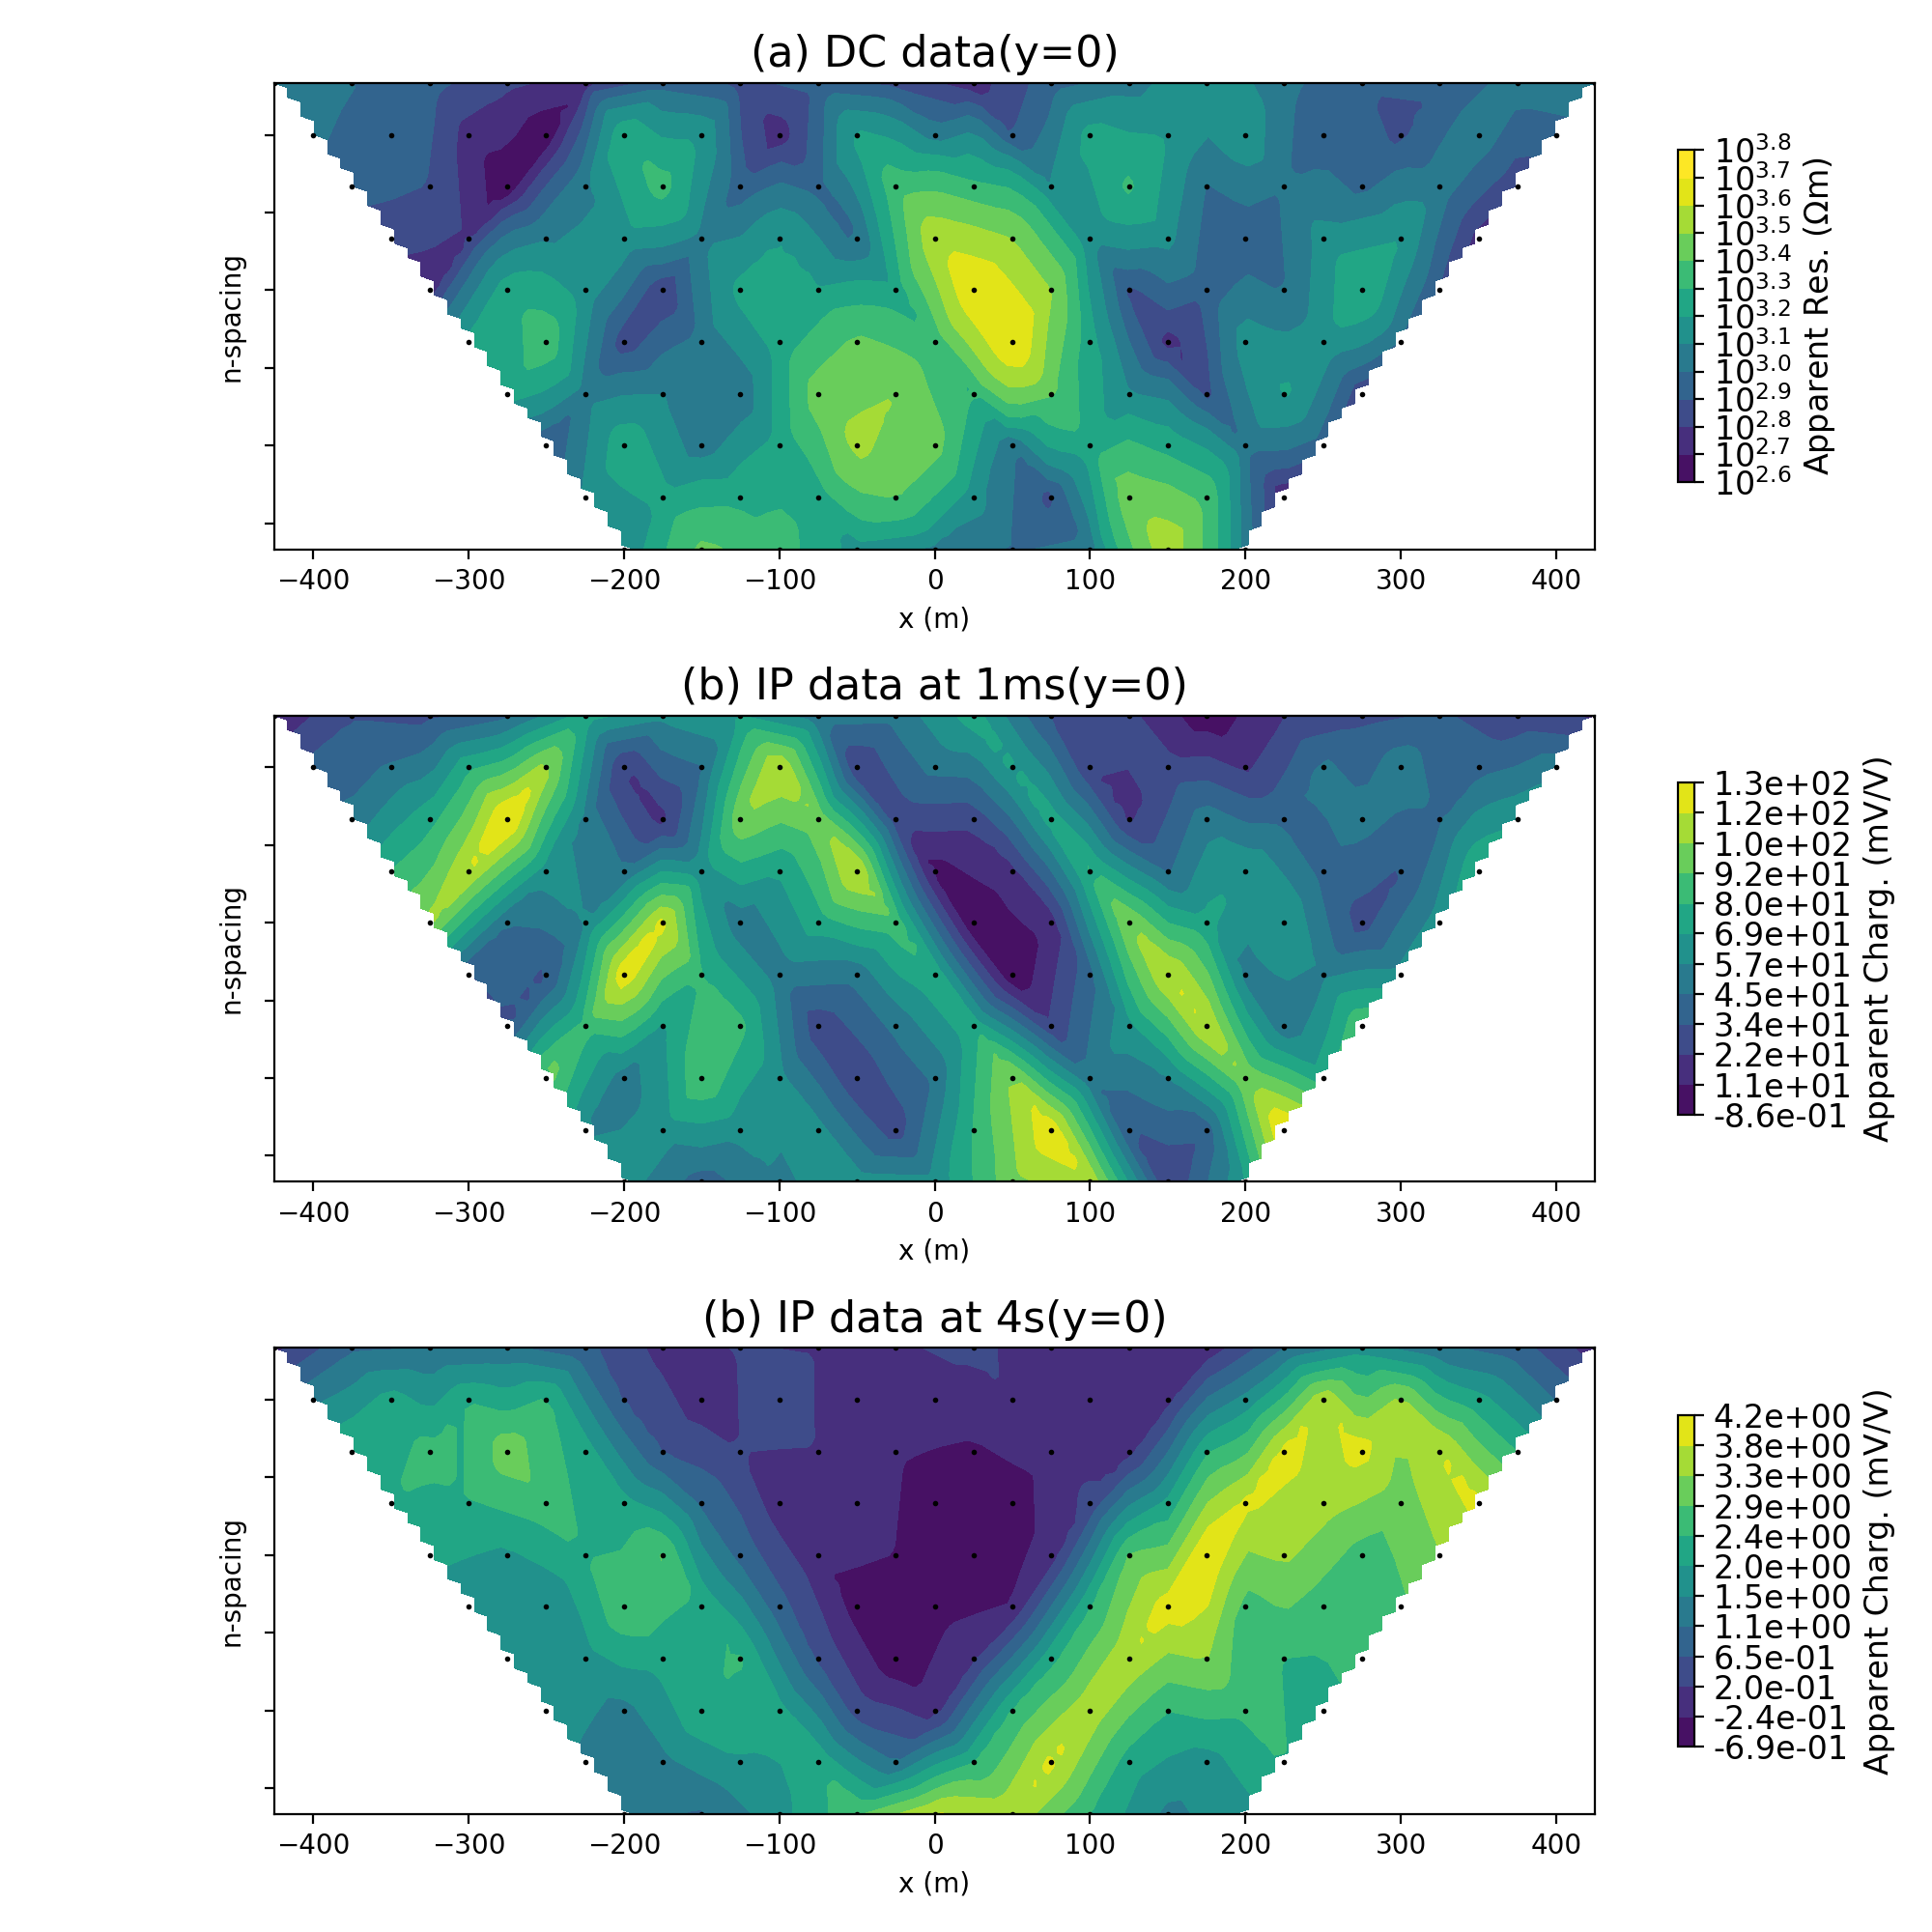 (a) DC data(y=0)
n-spacing
−400 −300 −200 −100 0 100 200 300 400
x (m)
10^3.8
10^3.7
10^3.6
10^3.5
10^3.4
10^3.3
10^3.2
10^3.1
10^3.0
10^2.9
10^2.8
10^2.7
10^2.6
Apparent Res. (Ωm)
(b) IP data at 1ms(y=0)
n-spacing
−400 −300 −200 −100 0 100 200 300 400
x (m)
1.3e+02
1.2e+02
1.0e+02
9.2e+01
8.0e+01
6.9e+01
5.7e+01
4.5e+01
3.4e+01
2.2e+01
1.1e+01
-8.6e-01
Apparent Charg. (mV/V)
(b) IP data at 4s(y=0)
n-spacing
−400 −300 −200 −100 0 100 200 300 400
x (m)
4.2e+00
3.8e+00
3.3e+00
2.9e+00
2.4e+00
2.0e+00
1.5e+00
1.1e+00
6.5e-01
2.0e-01
-2.4e-01
-6.9e-01
Apparent Charg. (mV/V)